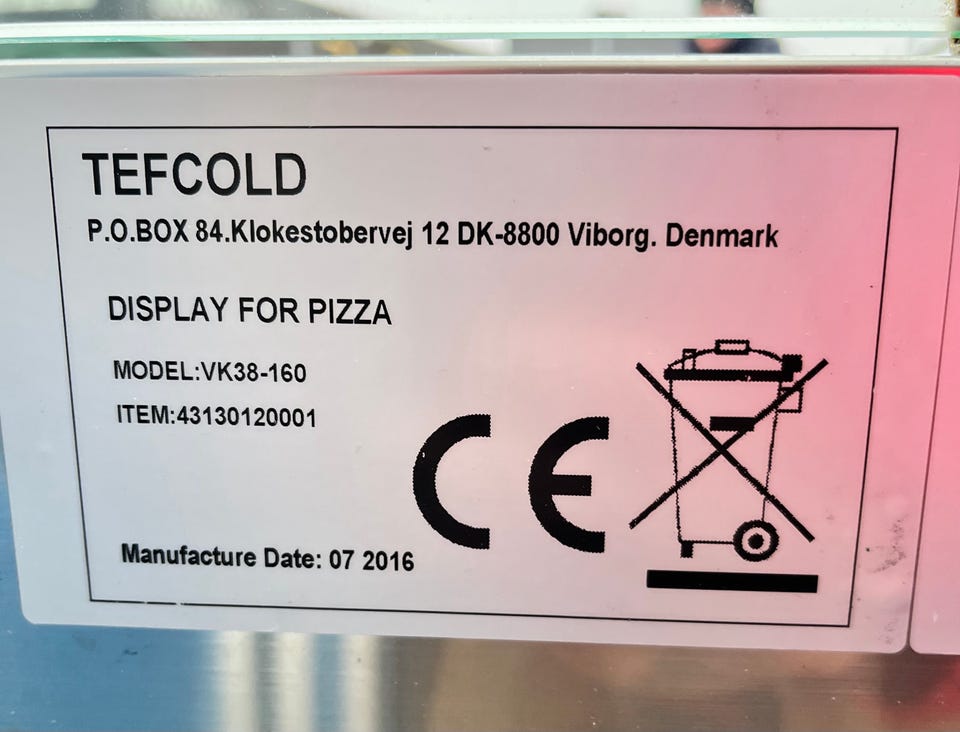 TEFCOLD
P.O.BOX 84.Klokestobervej 12 DK-8800 Viborg. Denmark
DISPLAY FOR PIZZA
MODEL:VK38-160
ITEM:43130120001
CE
Manufacture Date: 07 2016